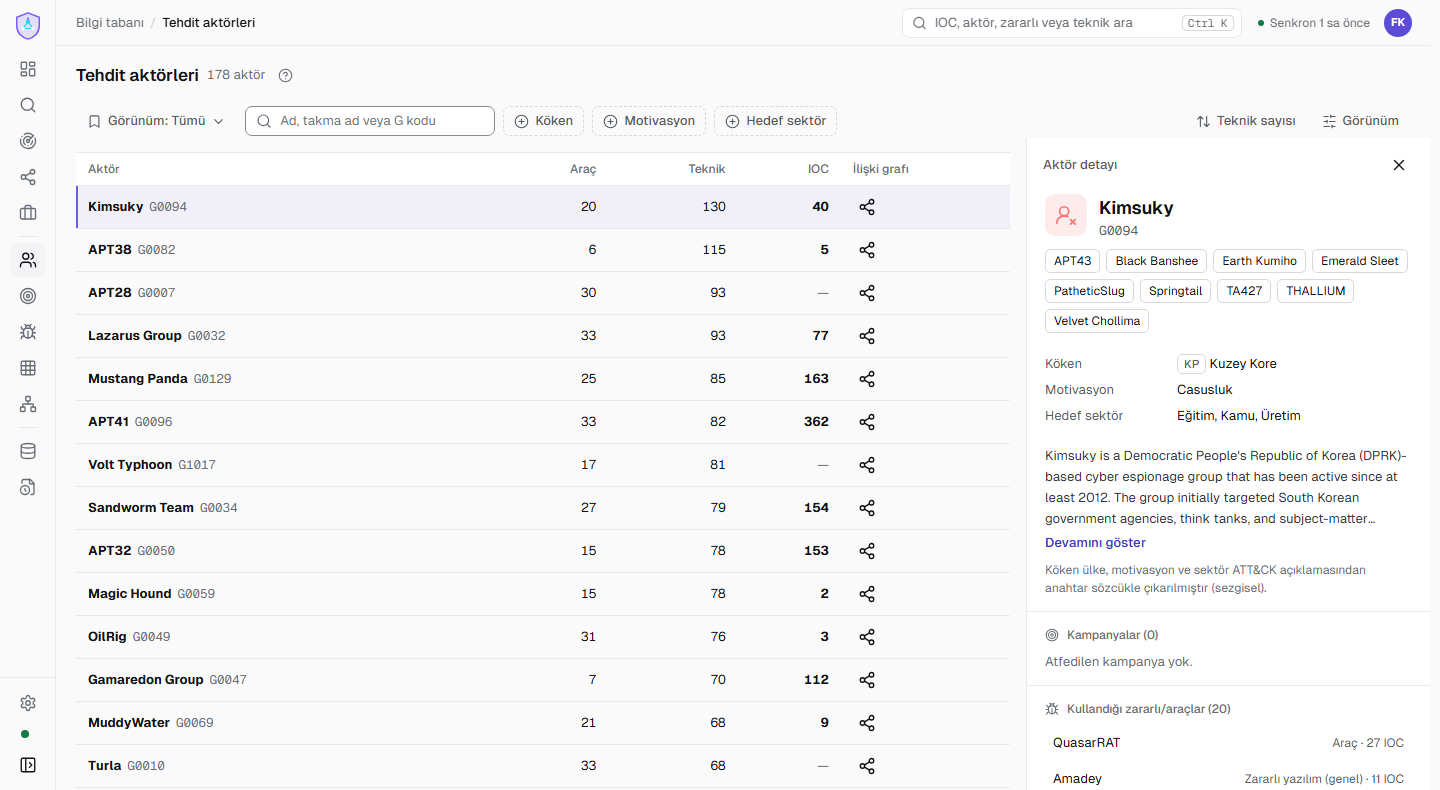 Bilgi tabanı / Tehdit aktörleri
IOC, aktör, zararlı veya teknik ara
Ctrl K
Senkron 1 sa önce
FK
Tehdit aktörleri 178 aktör
Görünüm: Tümü
Ad, takma ad veya G kodu
Köken
Motivasyon
Hedef sektör
Teknik sayısı
Görünüm
Aktör Araç Teknik IOC İlişki grafı
Kimsuky G0094 20 130 40
APT38 G0082 6 115 5
APT28 G0007 30 93 —
Lazarus Group G0032 33 93 77
Mustang Panda G0129 25 85 163
APT41 G0096 33 82 362
Volt Typhoon G1017 17 81 —
Sandworm Team G0034 27 79 154
APT32 G0050 15 78 153
Magic Hound G0059 15 78 2
OilRig G0049 31 76 3
Gamaredon Group G0047 7 70 112
MuddyWater G0069 21 68 9
Turla G0010 33 68 —
Aktör detayı
Kimsuky
G0094
APT43 Black Banshee Earth Kumiho Emerald Sleet
PatheticSlug Springtail TA427 THALLIUM
Velvet Chollima
Köken KP Kuzey Kore
Motivasyon Casusluk
Hedef sektör Eğitim, Kamu, Üretim
Kimsuky is a Democratic People's Republic of Korea (DPRK)-
based cyber espionage group that has been active since at
least 2012. The group initially targeted South Korean
government agencies, think tanks, and subject-matter…
Devamını göster
Köken ülke, motivasyon ve sektör ATT&CK açıklamasından
anahtar sözcükle çıkarılmıştır (sezgisel).
Kampanyalar (0)
Atfedilen kampanya yok.
Kullandığı zararlı/araçlar (20)
QuasarRAT Araç · 27 IOC
Amadey Zararlı yazılım (genel) · 11 IOC